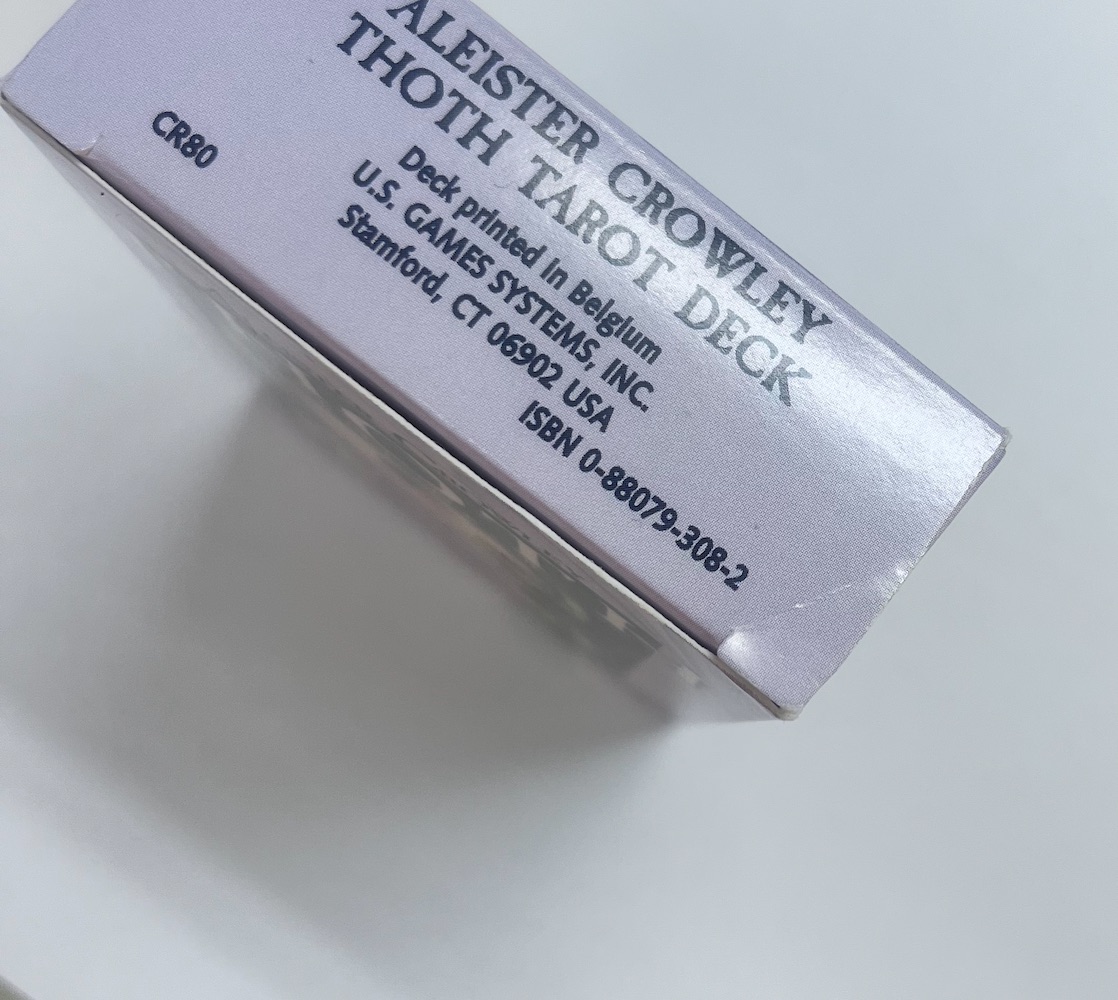 ALEISTER CROWLEY
THOTH TAROT DECK
CR80
Deck printed in Belgium
U.S. GAMES SYSTEMS, INC.
Stamford, CT 06902 USA
ISBN 0-88079-308-2